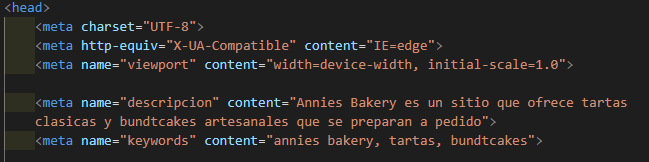 <head>
<meta charset="UTF-8">
<meta http-equiv="X-UA-Compatible" content="IE=edge">
<meta name="viewport" content="width=device-width, initial-scale=1.0">
<meta name="descripcion" content="Annies Bakery es un sitio que ofrece tartas
clasicas y bundtcakes artesanales que se preparan a pedido">
<meta name="keywords" content="annies bakery, tartas, bundtcakes">